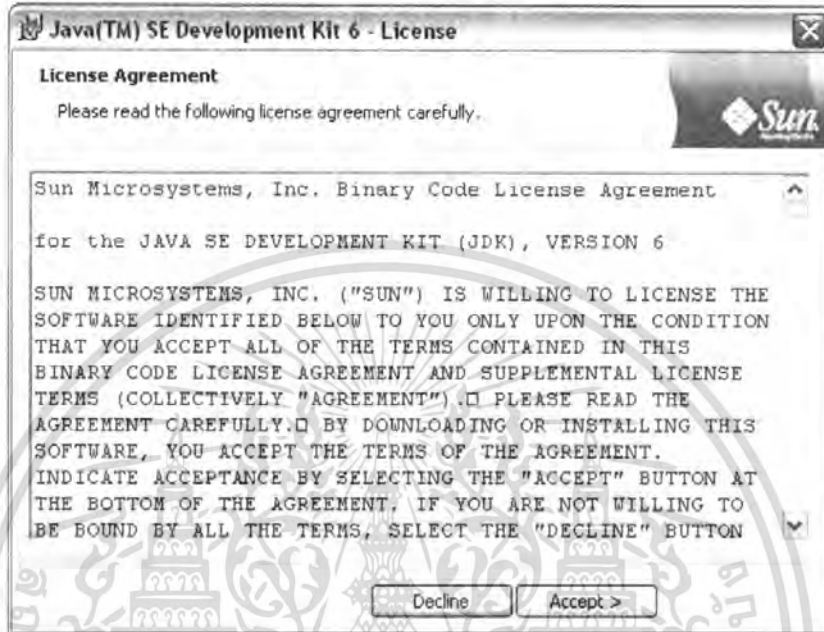 Java(TM) SE Development Kit 6 - License
License Agreement
Please read the following license agreement carefully.
Sun
Sun Microsystems, Inc. Binary Code License Agreement
for the JAVA SE DEVELOPMENT KIT (JDK), VERSION 6
SUN MICROSYSTEMS, INC. ("SUN") IS WILLING TO LICENSE THE
SOFTWARE IDENTIFIED BELOW TO YOU ONLY UPON THE CONDITION
THAT YOU ACCEPT ALL OF THE TERMS CONTAINED IN THIS
BINARY CODE LICENSE AGREEMENT AND SUPPLEMENTAL LICENSE
TERMS (COLLECTIVELY "AGREEMENT").□ PLEASE READ THE
AGREEMENT CAREFULLY.□ BY DOWNLOADING OR INSTALLING THIS
SOFTWARE, YOU ACCEPT THE TERMS OF THE AGREEMENT.
INDICATE ACCEPTANCE BY SELECTING THE "ACCEPT" BUTTON AT
THE BOTTOM OF THE AGREEMENT. IF YOU ARE NOT WILLING TO
BE BOUND BY ALL THE TERMS, SELECT THE "DECLINE" BUTTON
Decline
Accept >